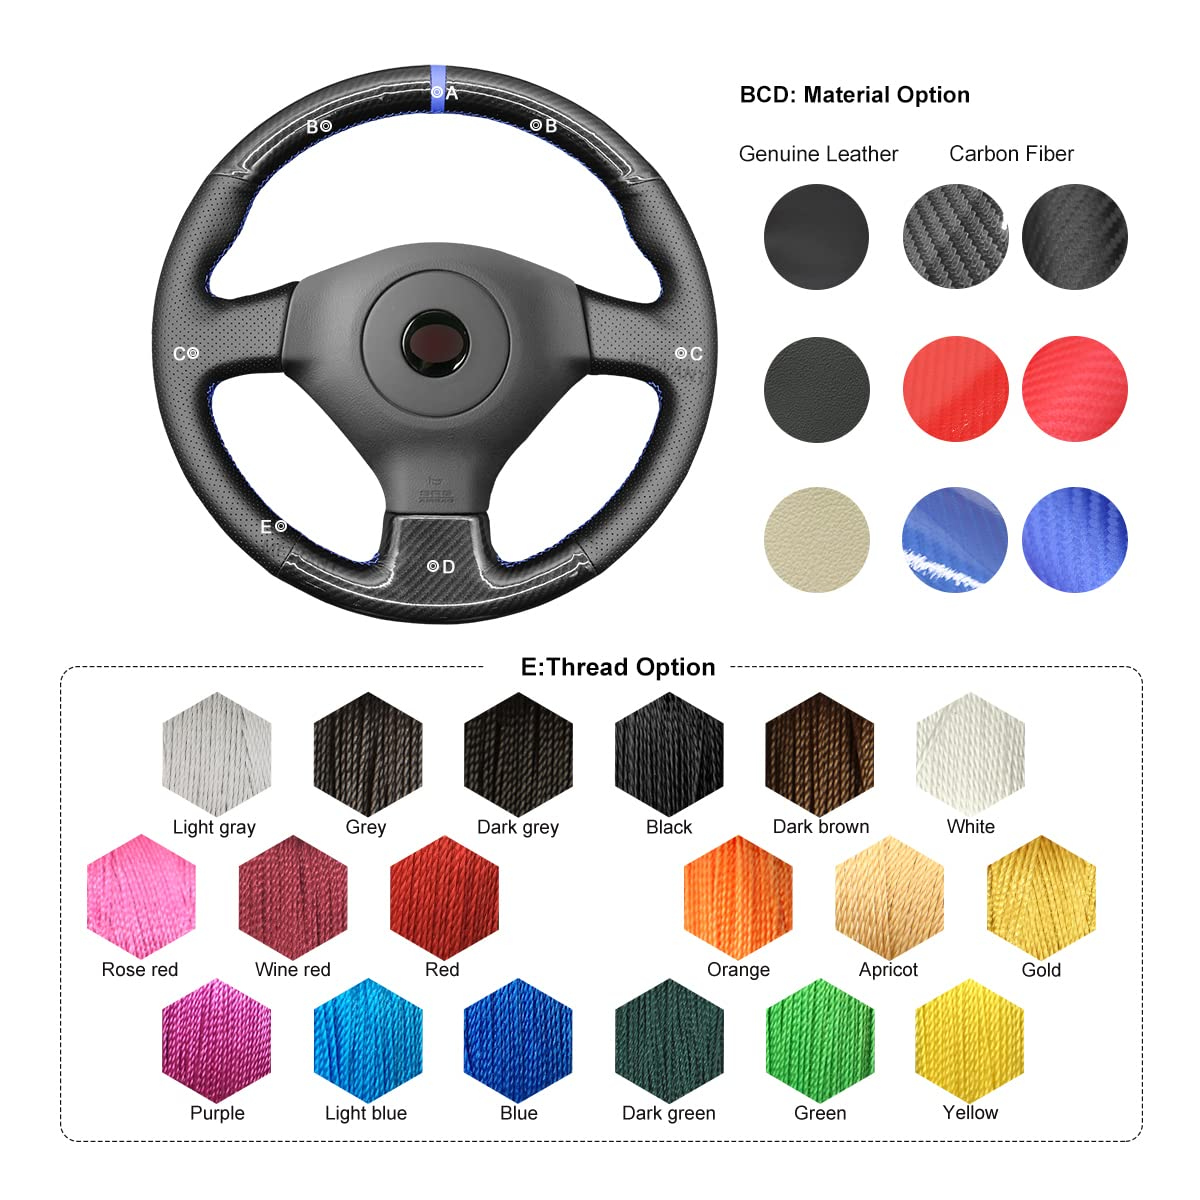 A
B
B
BCD: Material Option
Genuine Leather Carbon Fiber
C
C
E
D
E:Thread Option
Light gray Grey Dark grey Black Dark brown White
Rose red Wine red Red Orange Apricot Gold
Purple Light blue Blue Dark green Green Yellow